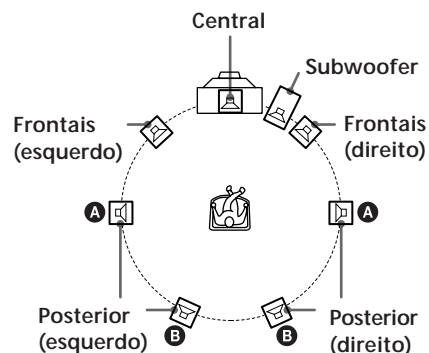 Central
Subwoofer
Frontais
(esquerdo)
Frontais
(direito)
A
A
Posterior
(esquerdo)
B
B
Posterior
(direito)